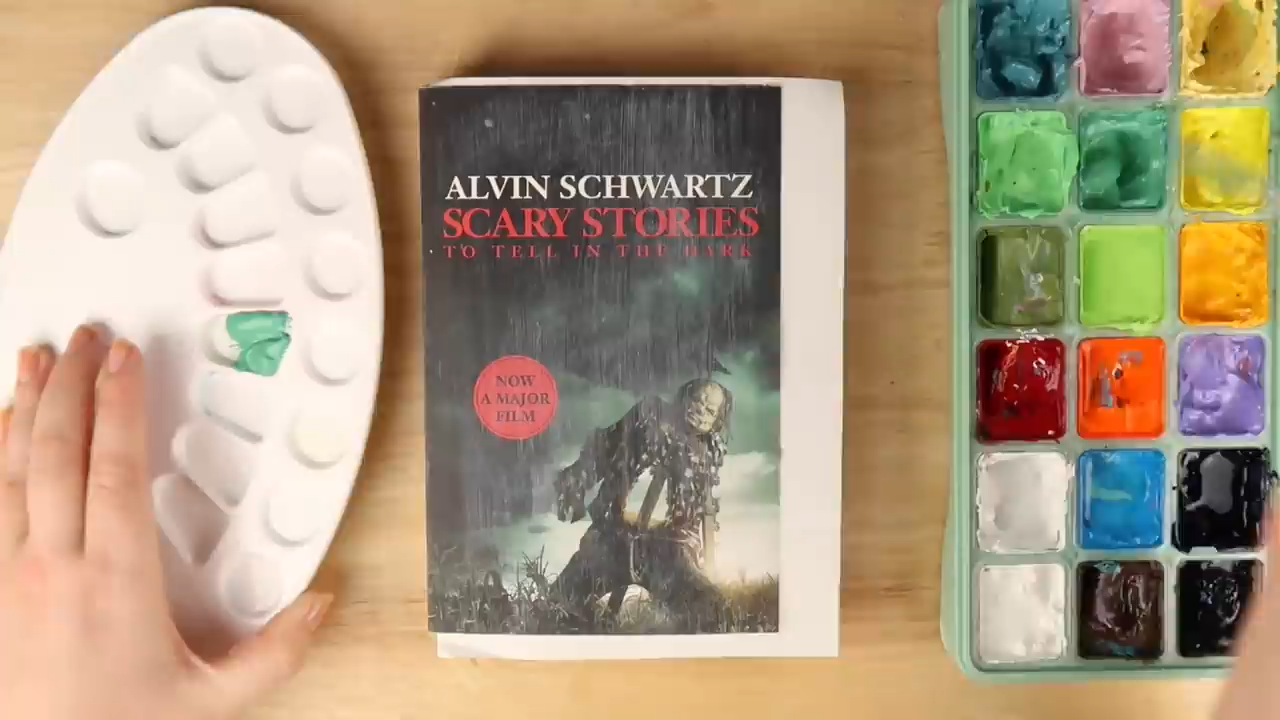 ALVIN SCHWARTZ
SCARY STORIES
TO TELL IN THE DARK
NOW
A MAJOR
FILM